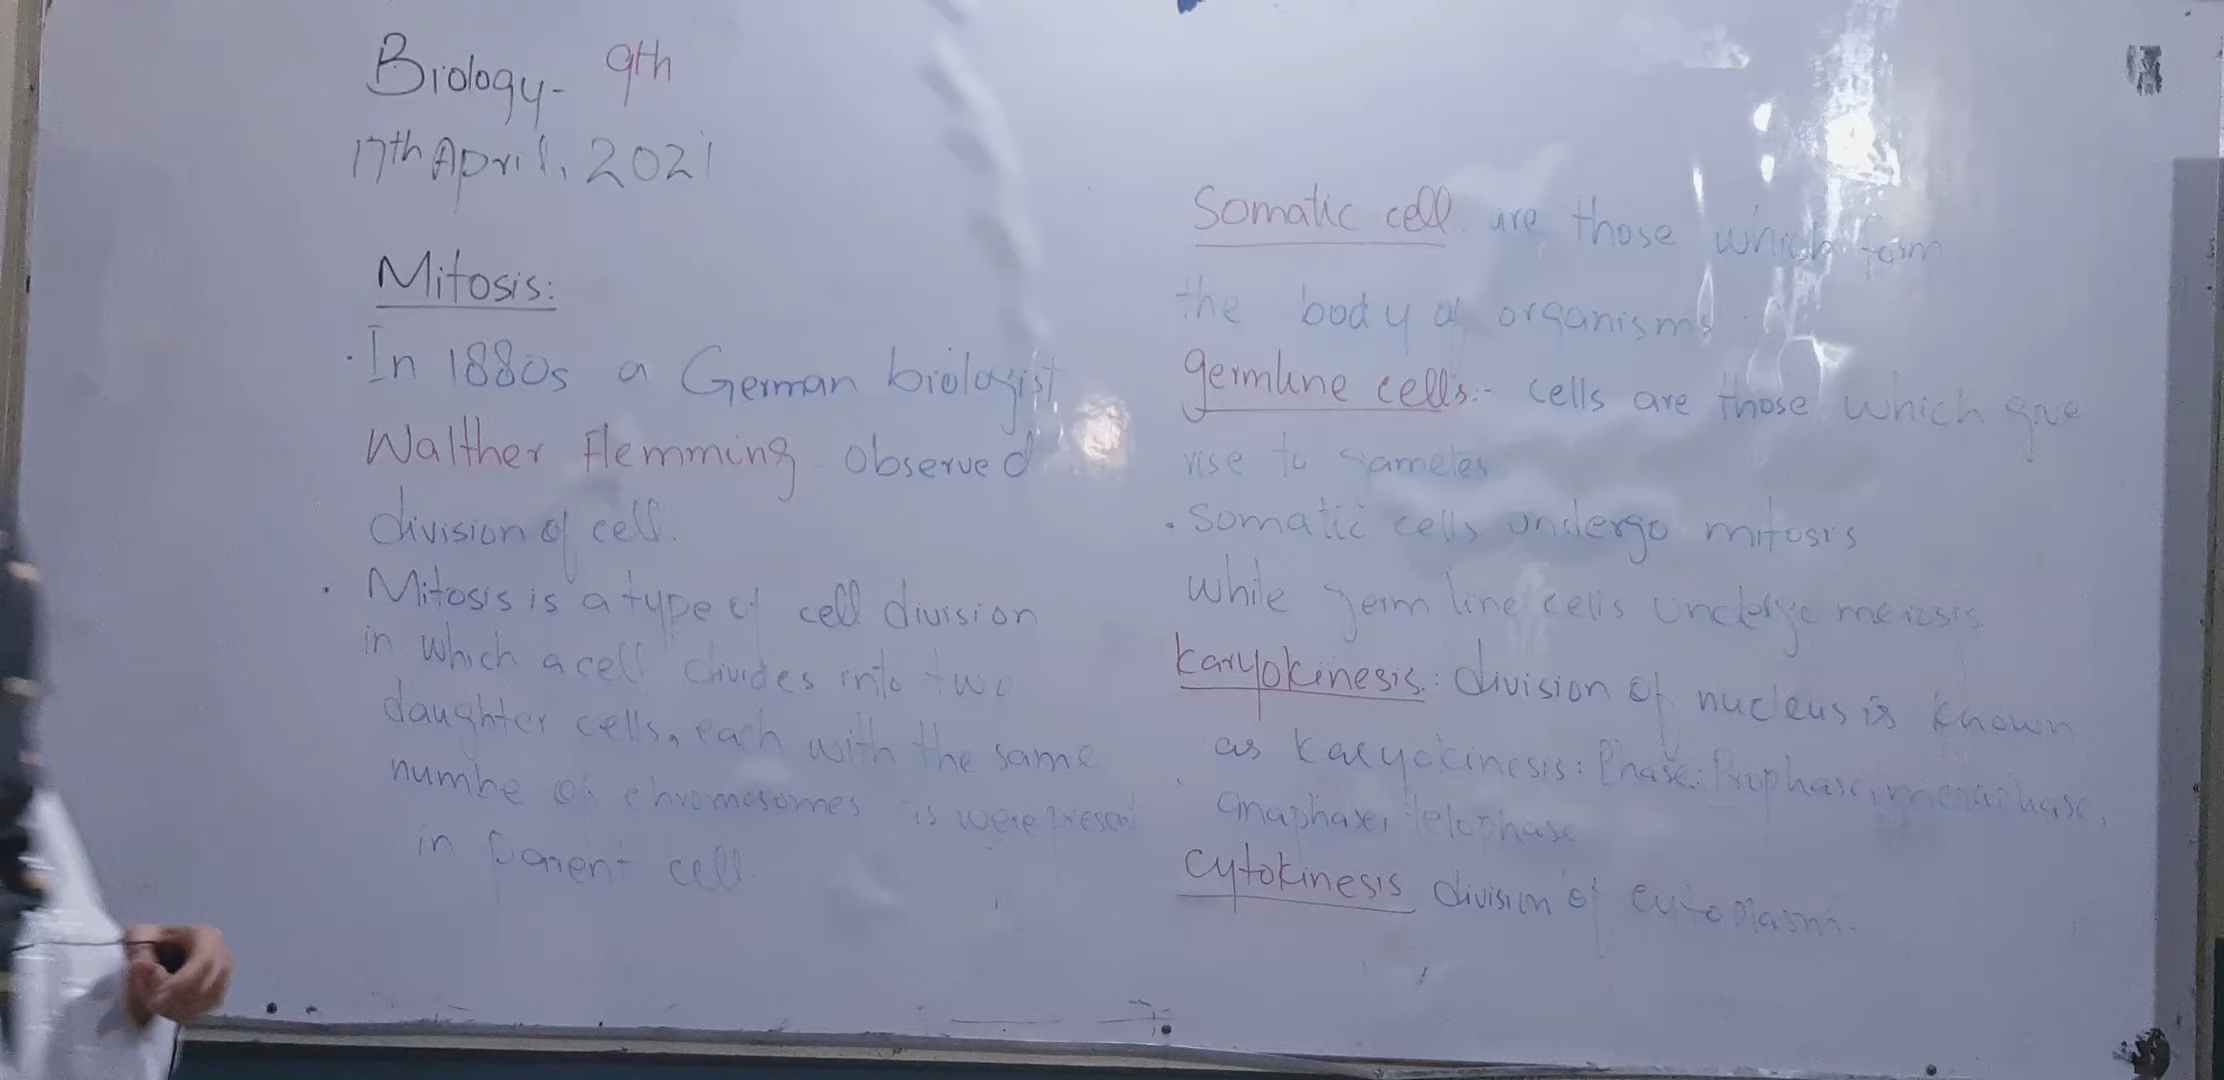 Biology- 9th
17th April, 2021
Mitosis:
· In 1880s a German biologist
Walther Flemming observed
division of cell.
· Mitosis is a type of cell division
in which a cell divides into two
daughter cells, each with the same
numbe of chromosomes is were present
in parent cell.
Somatic cell are those which form
the body of organisms.
germline cells:- cells are those which give
rise to gametes
· Somatic cells undergo mitosis
while germ line cells undergo meiosis.
Karyokinesis: division of nucleus is known
as Karyokinesis: Phase: Prophase, metaphase,
anaphase, telophase
cytokinesis division of cytoplasm.